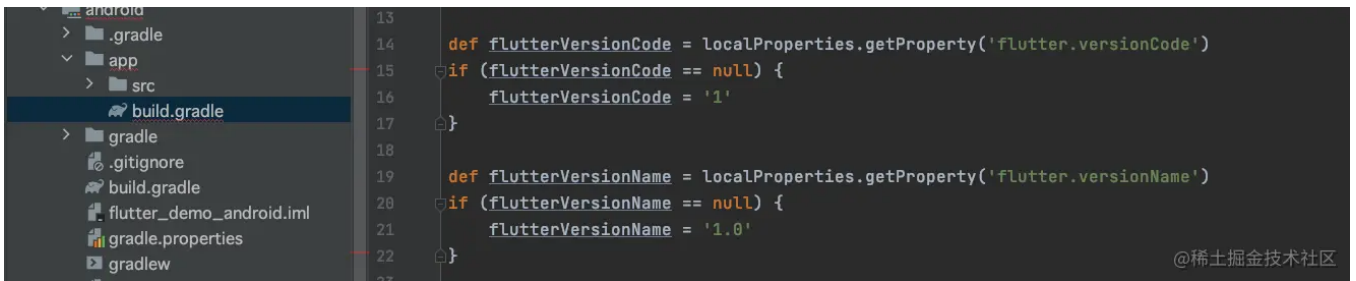 android
.gradle
app
src
build.gradle
gradle
.gitignore
build.gradle
flutter_demo_android.iml
gradle.properties
gradlew
13
14 def flutterVersionCode = localProperties.getProperty('flutter.versionCode')
15 if (flutterVersionCode == null) {
16 flutterVersionCode = '1'
17 }
18
19 def flutterVersionName = localProperties.getProperty('flutter.versionName')
20 if (flutterVersionName == null) {
21 flutterVersionName = '1.0'
22 }
23
@稀土掘金技术社区